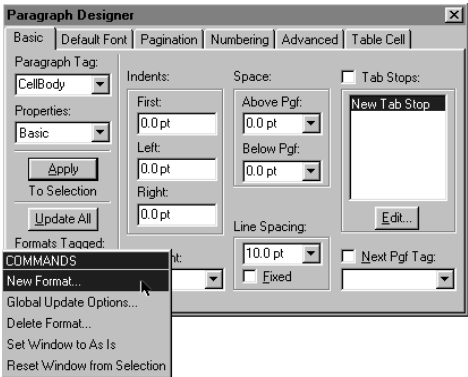 Paragraph Designer
Basic Default Font Pagination Numbering Advanced Table Cell
Paragraph Tag:
CellBody
Properties:
Basic
Apply
To Selection
Update All
Formats Tagged:
Indents:
First:
0.0 pt
Left:
0.0 pt
Right:
0.0 pt
Space:
Above Pgf:
0.0 pt
Below Pgf:
0.0 pt
Line Spacing:
10.0 pt
Fixed
Tab Stops:
New Tab Stop
Edit...
Next Pgf Tag:
COMMANDS
New Format...
Global Update Options...
Delete Format...
Set Window to As Is
Reset Window from Selection